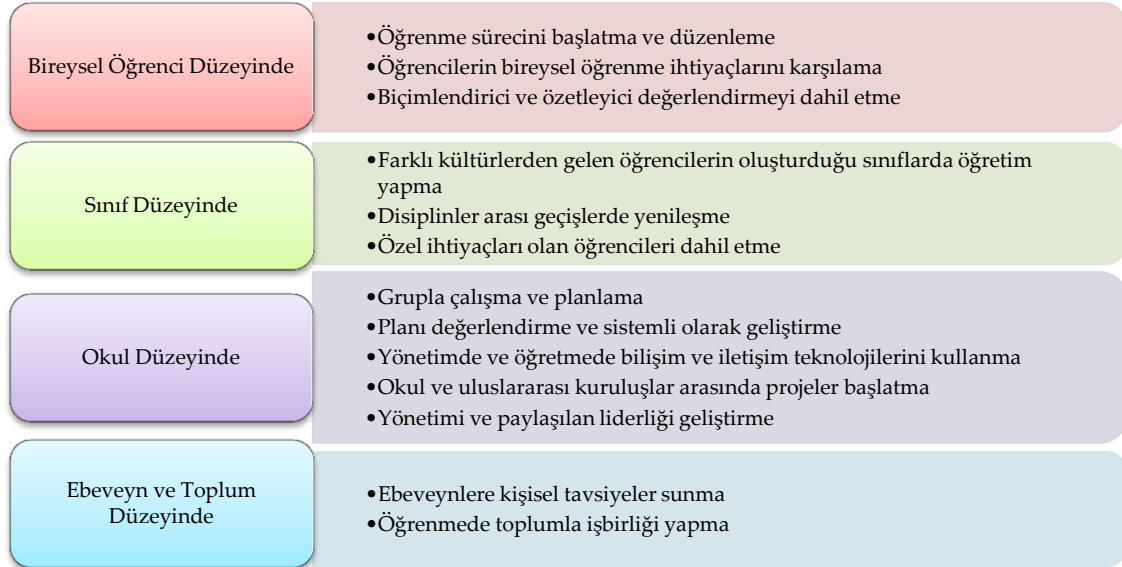 Bireysel Öğrenci Düzeyinde
•Öğrenme sürecini başlatma ve düzenleme
•Öğrencilerin bireysel öğrenme ihtiyaçlarını karşılama
•Biçimlendirici ve özetleyici değerlendirmeyi dahil etme
Sınıf Düzeyinde
•Farklı kültürlerden gelen öğrencilerin oluşturduğu sınıflarda öğretim
yapma
•Disiplinler arası geçişlerde yenileşme
•Özel ihtiyaçları olan öğrencileri dahil etme
Okul Düzeyinde
•Grupla çalışma ve planlama
•Planı değerlendirme ve sistemli olarak geliştirme
•Yönetimde ve öğretmede bilişim ve iletişim teknolojilerini kullanma
•Okul ve uluslararası kuruluşlar arasında projeler başlatma
•Yönetimi ve paylaşılan liderliği geliştirme
Ebeveyn ve Toplum
Düzeyinde
•Ebeveynlere kişisel tavsiyeler sunma
•Öğrenmede toplumla işbirliği yapma